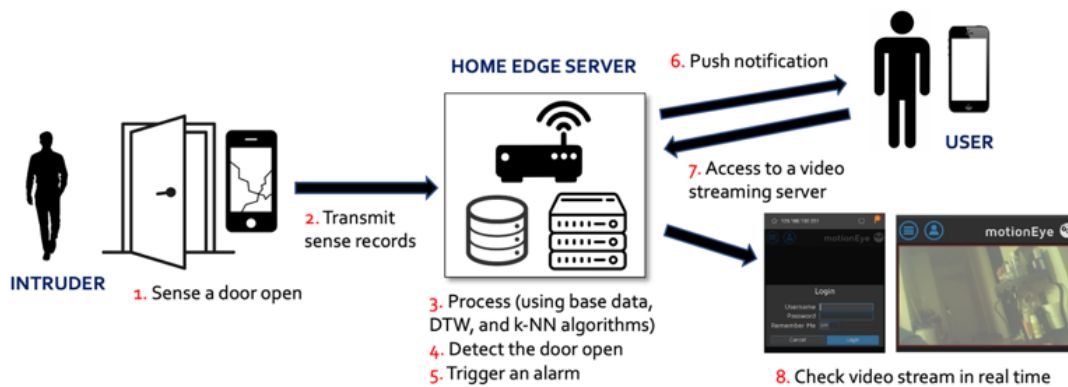 HOME EDGE SERVER
6. Push notification
USER
7. Access to a video
streaming server
2. Transmit
sense records
INTRUDER
1. Sense a door open
3. Process (using base data,
DTW, and k-NN algorithms)
4. Detect the door open
5. Trigger an alarm
motionEye
Login
Username
Password
Remember Me
Cancel
Login
motionEye
8. Check video stream in real time